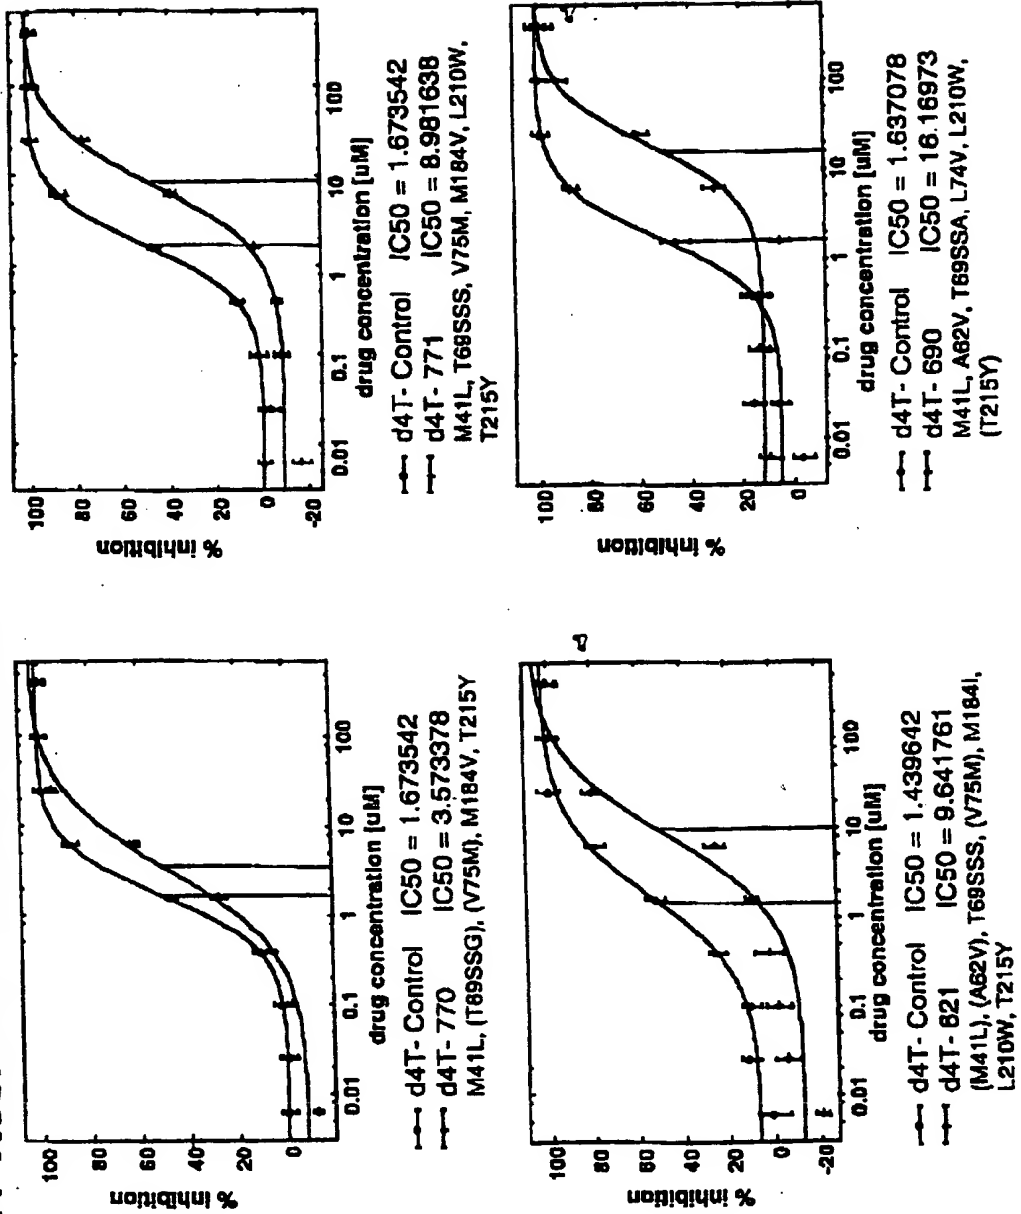 100
80
60
40
20
0
% inhibition
0.01
0.1
1
10
100
drug concentration [uM]
d4T- Control IC50 = 1.673542
d4T- 770 IC50 = 3.573378
M41L, (T69SSG), (V75M), M184V, T215Y
100
80
60
40
20
0
-20
% inhibition
0.01
0.1
1
10
100
drug concentration [uM]
d4T- Control IC50 = 1.673542
d4T- 771 IC50 = 8.981638
M41L, T69SSS, V75M, M184V, L210W,
T215Y
100
80
60
40
20
0
-20
% inhibition
0.01
0.1
1
10
100
drug concentration [uM]
d4T- Control IC50 = 1.439642
d4T- 821 IC50 = 9.641761
(M41L), (A62V), T69SSS, (V75M), M184I,
L210W, T215Y
100
80
60
40
20
0
% inhibition
0.01
0.1
1
10
100
drug concentration [uM]
d4T- Control IC50 = 1.637078
d4T- 690 IC50 = 16.16973
M41L, A62V, T69SSA, L74V, L210W,
(T215Y)